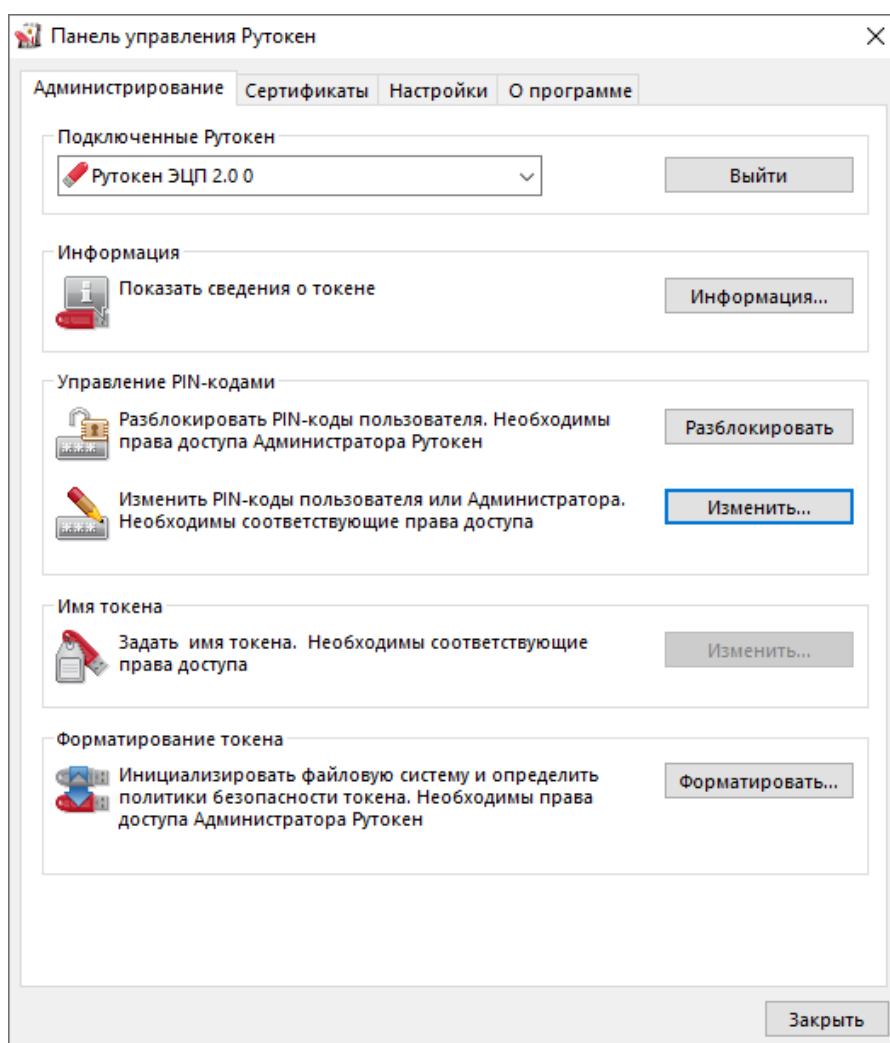 Панель управления Рутокен
Администрирование Сертификаты Настройки О программе
Подключенные Рутокен
Рутокен ЭЦП 2.0 0
Выйти
Информация
Показать сведения о токене
Информация...
Управление PIN-кодами
Разблокировать PIN-коды пользователя. Необходимы
права доступа Администратора Рутокен
Разблокировать
Изменить PIN-коды пользователя или Администратора.
Необходимы соответствующие права доступа
Изменить...
Имя токена
Задать имя токена. Необходимы соответствующие
права доступа
Изменить...
Форматирование токена
Инициализировать файловую систему и определить
политики безопасности токена. Необходимы права
доступа Администратора Рутокен
Форматировать...
Закрыть